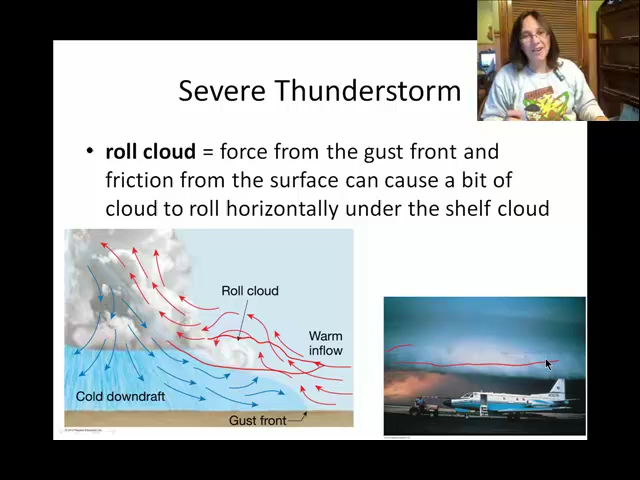 Severe Thunderstorm
• roll cloud = force from the gust front and
friction from the surface can cause a bit of
cloud to roll horizontally under the shelf cloud
Roll cloud
Warm
inflow
Cold downdraft
Gust front